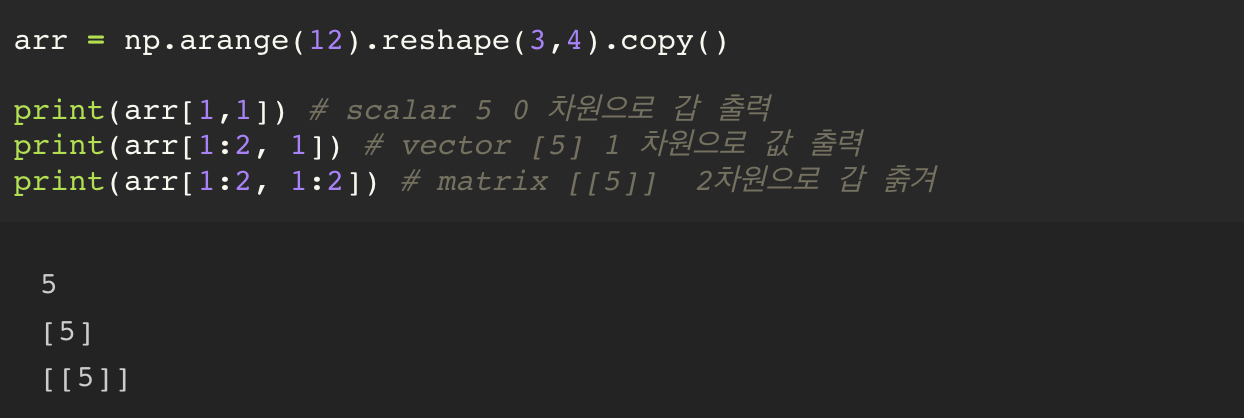 arr = np.arange(12).reshape(3,4).copy()
print(arr[1,1]) # scalar 5 0 차원으로 갑 출력
print(arr[1:2, 1]) # vector [5] 1 차원으로 값 출력
print(arr[1:2, 1:2]) # matrix [[5]]  2차원으로 갑 춝겨
5
[5]
[[5]]